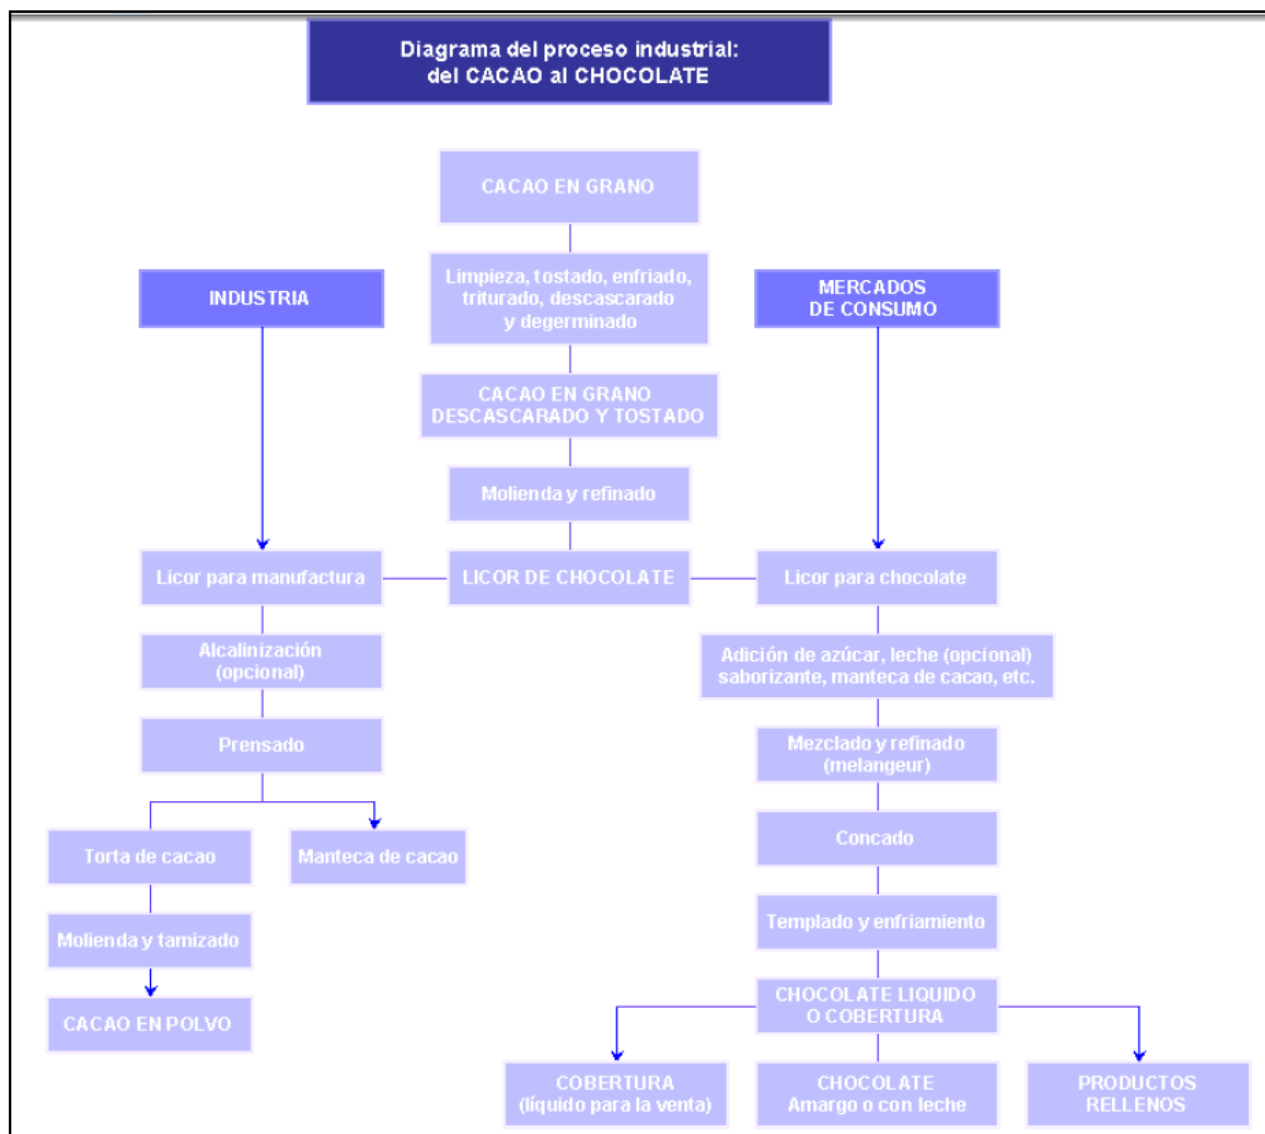 Diagrama del proceso industrial:
del CACAO al CHOCOLATE
CACAO EN GRANO
Limpieza, tostado, enfriado,
triturado, descascarado
y degerminado
INDUSTRIA
MERCADOS
DE CONSUMO
CACAO EN GRANO
DESCASCARADO Y TOSTADO
Molienda y refinado
Licor para manufactura
LICOR DE CHOCOLATE
Licor para chocolate
Alcalinización
(opcional)
Adición de azúcar, leche (opcional)
saborizante, manteca de cacao, etc.
Prensado
Mezclado y refinado
(melangeur)
Torta de cacao
Manteca de cacao
Concado
Molienda y tamizado
Templado y enfriamiento
CACAO EN POLVO
CHOCOLATE LIQUIDO
O COBERTURA
COBERTURA
(líquido para la venta)
CHOCOLATE
Amargo o con leche
PRODUCTOS
RELLENOS